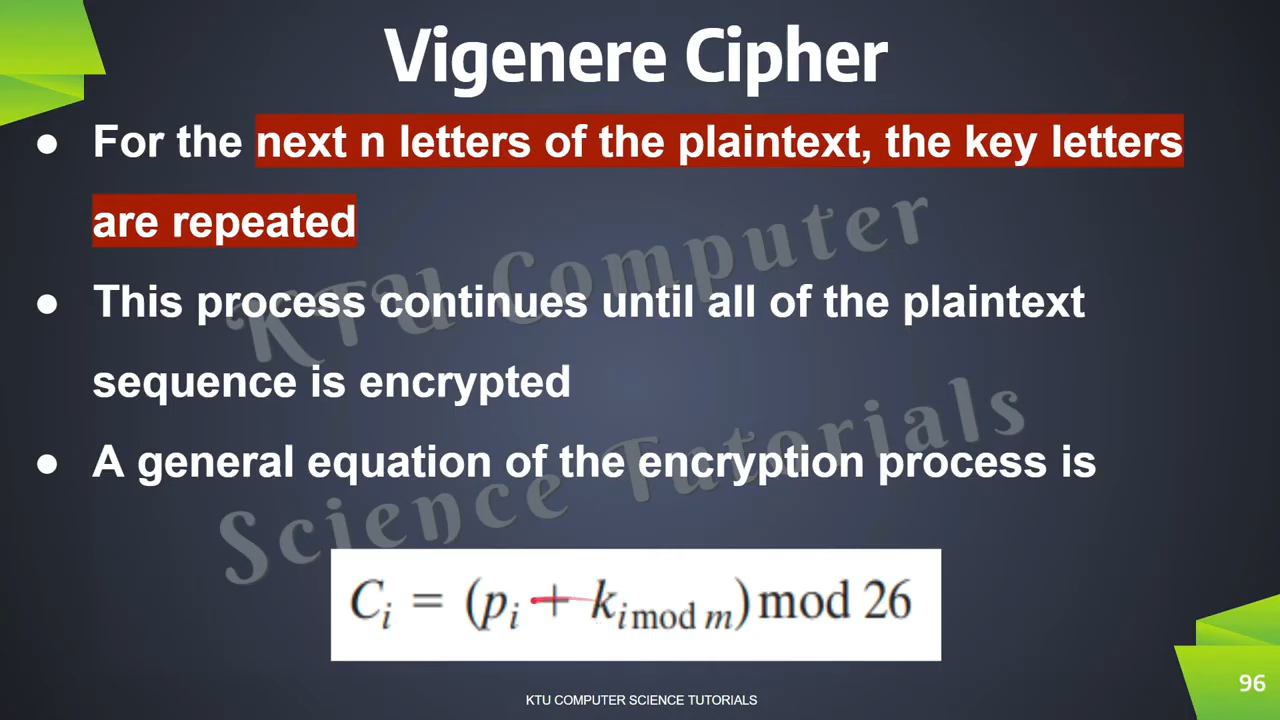 Vigenere Cipher
● For the next n letters of the plaintext, the key letters
are repeated
● This process continues until all of the plaintext
sequence is encrypted
● A general equation of the encryption process is
KTU Computer
Science Tutorials
Cᵢ = (pᵢ + kᵢ mod m) mod 26
KTU COMPUTER SCIENCE TUTORIALS
96